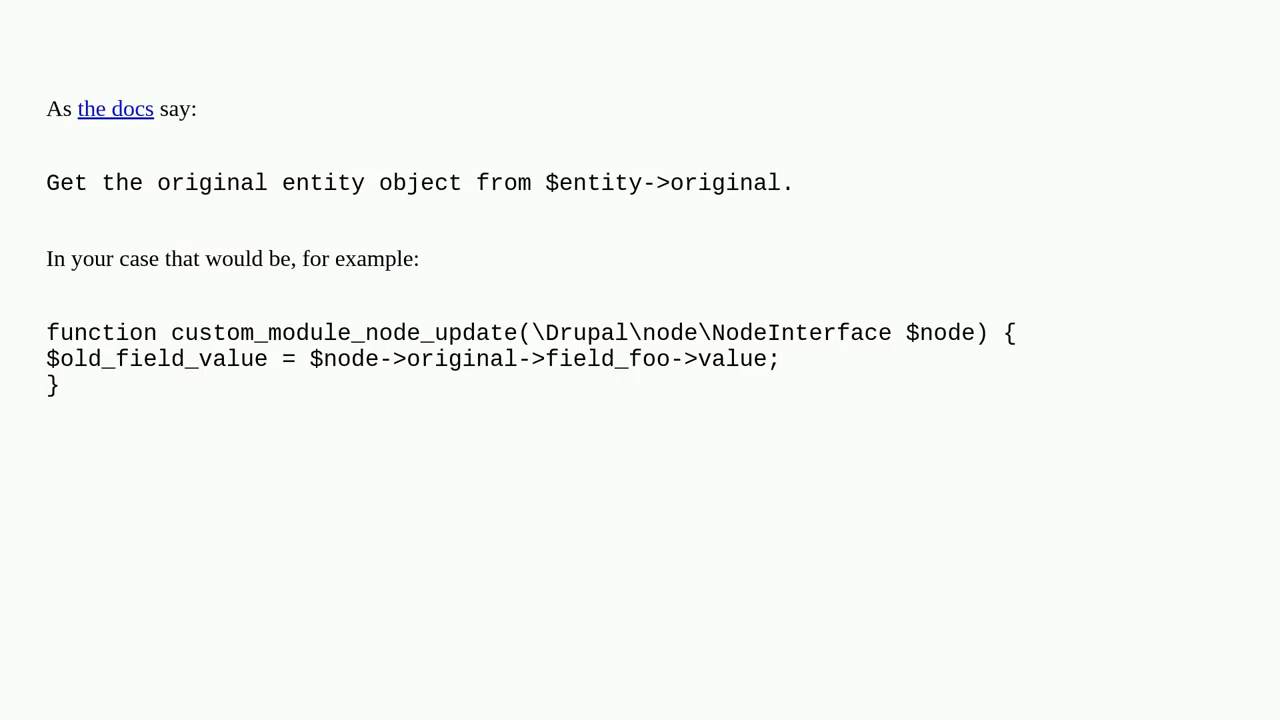 As the docs say:
Get the original entity object from $entity->original.
In your case that would be, for example:
function custom_module_node_update(\Drupal\node\NodeInterface $node) {
$old_field_value = $node->original->field_foo->value;
}